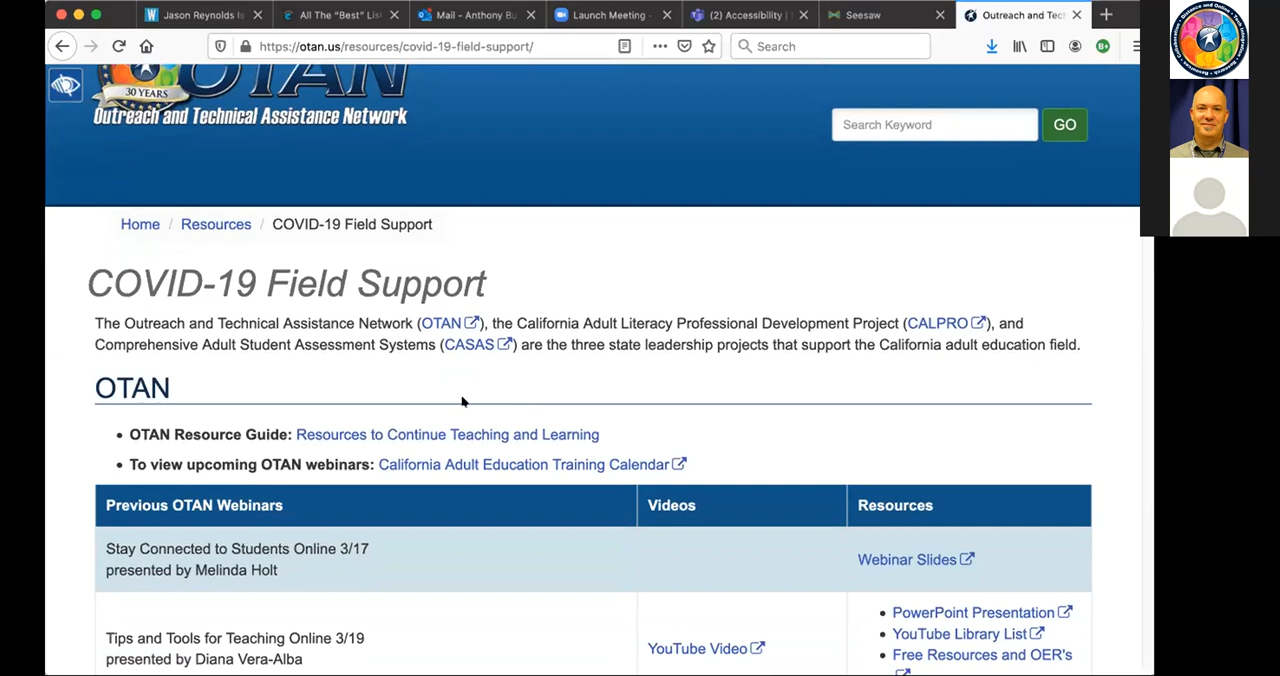 Jason Reynolds Is
All The "Best" Lis
Mail - Anthony Bu
Launch Meeting -
(2) Accessibility |
Seesaw
Outreach and Tec
https://otan.us/resources/covid-19-field-support/
Search
30 YEARS
OTAN
Outreach and Technical Assistance Network
Search Keyword
GO
Home / Resources / COVID-19 Field Support
COVID-19 Field Support
The Outreach and Technical Assistance Network (OTAN), the California Adult Literacy Professional Development Project (CALPRO), and
Comprehensive Adult Student Assessment Systems (CASAS) are the three state leadership projects that support the California adult education field.
OTAN
• OTAN Resource Guide: Resources to Continue Teaching and Learning
• To view upcoming OTAN webinars: California Adult Education Training Calendar
Previous OTAN Webinars
Videos
Resources
Stay Connected to Students Online 3/17
presented by Melinda Holt
Webinar Slides
Tips and Tools for Teaching Online 3/19
presented by Diana Vera-Alba
YouTube Video
• PowerPoint Presentation
• YouTube Library List
• Free Resources and OER's